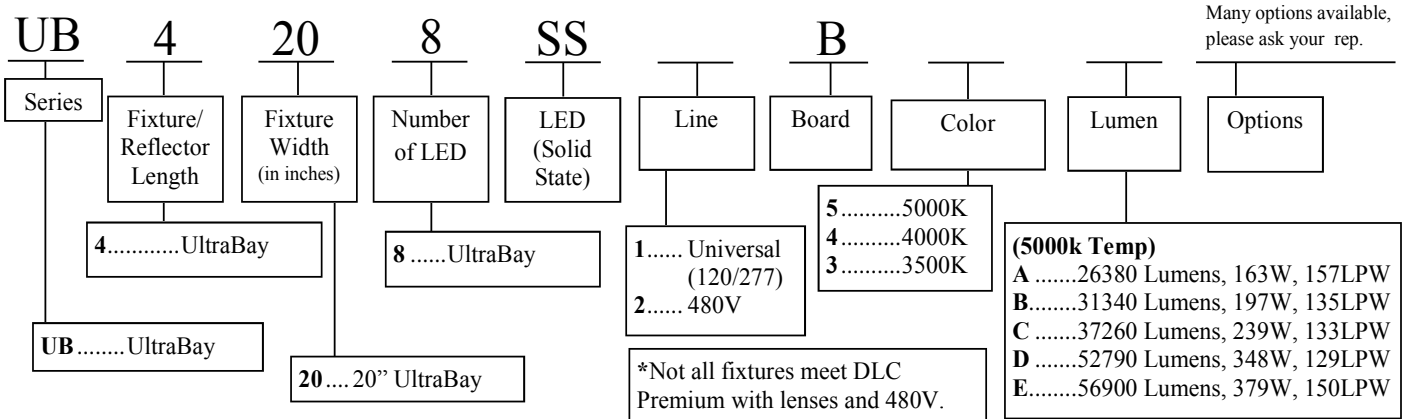 Many options available,
please ask your rep.
UB 4 20 8 SS B
Series
Fixture/
Reflector
Length
Fixture
Width
(in inches)
Number
of LED
LED
(Solid
State)
Line
Board
Color
Lumen
Options
4............UltraBay
8 ......UltraBay
UB........UltraBay
20.... 20” UltraBay
1...... Universal
(120/277)
2...... 480V
5..........5000K
4..........4000K
3..........3500K
*Not all fixtures meet DLC
Premium with lenses and 480V.
(5000k Temp)
A .......26380 Lumens, 163W, 157LPW
B........31340 Lumens, 197W, 135LPW
C .......37260 Lumens, 239W, 133LPW
D .......52790 Lumens, 348W, 129LPW
E........56900 Lumens, 379W, 150LPW